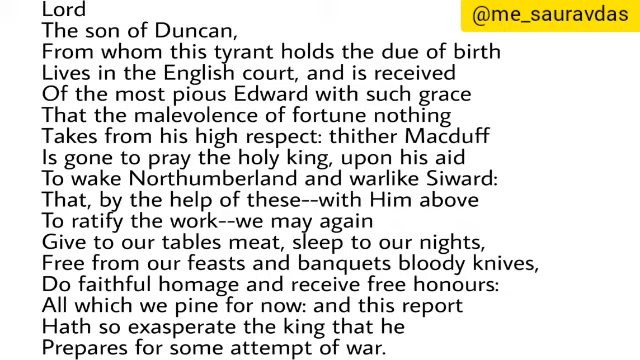 Lord
@me_sauravdas
The son of Duncan,
From whom this tyrant holds the due of birth
Lives in the English court, and is received
Of the most pious Edward with such grace
That the malevolence of fortune nothing
Takes from his high respect: thither Macduff
Is gone to pray the holy king, upon his aid
To wake Northumberland and warlike Siward:
That, by the help of these--with Him above
To ratify the work--we may again
Give to our tables meat, sleep to our nights,
Free from our feasts and banquets bloody knives,
Do faithful homage and receive free honours:
All which we pine for now: and this report
Hath so exasperate the king that he
Prepares for some attempt of war.